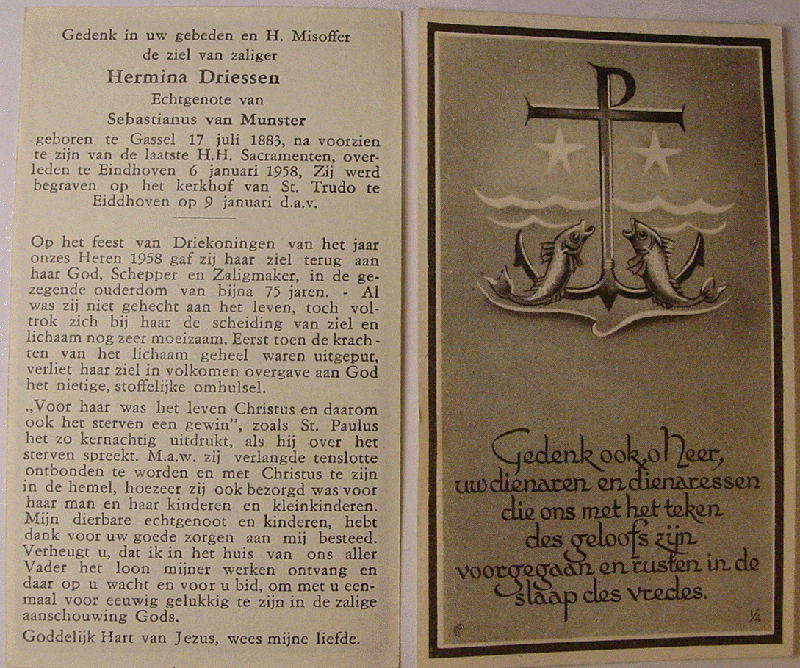 Gedenk in uw gebeden en H. Misoffer
de ziel van zaliger
Hermina Driessen
Echtgenote van
Sebastianus van Munster
geboren te Gassel 17 juli 1883, na voorzien
te zijn van de laatste H.H. Sacramenten, over-
leden te Eindhoven 6 januari 1958, Zij werd
begraven op het kerkhof van St. Trudo te
Eiddhoven op 9 januari d.a.v.
Op het feest van Driekoningen van het jaar
onzes Heren 1958 gaf zij haar ziel terug aan
haar God, Schepper en Zaligmaker, in de ge-
zegende ouderdom van bijna 75 jaren. - Al
was zij niet gehecht aan het leven, toch vol-
trok zich bij haar de scheiding van ziel en
lichaam nog zeer moeizaam. Eerst toen de krach-
ten van het lichaam geheel waren uitgeput,
verliet haar ziel in volkomen overgave aan God
het nietige, stoffelijke omhulsel.
„Voor haar was het leven Christus en daarom
ook het sterven een gewin", zoals St. Paulus
het zo kernachtig uitdrukt, als hij over het
sterven spreekt. M.a.w. zij verlangde tenslotte
ontbonden te worden en met Christus te zijn
in de hemel, hoezeer zij ook bezorgd was voor
haar man en haar kinderen en kleinkinderen.
Mijn dierbare echtgenoot en kinderen, hebt
dank voor uw goede zorgen aan mij besteed.
Verheugt u, dat ik in het huis van ons aller
Vader het loon mijner werken ontvang en
daar op u wacht en voor u bid, om met u een-
maal voor eeuwig gelukkig te zijn in de zalige
aanschouwing Gods.
Goddelijk Hart van Jezus, wees mijne liefde.
Gedenk ook, o Heer,
uw dienaren en dienaressen
die ons met het teken
des geloofs zijn
voorgegaan en rusten in de
slaap des vredes.